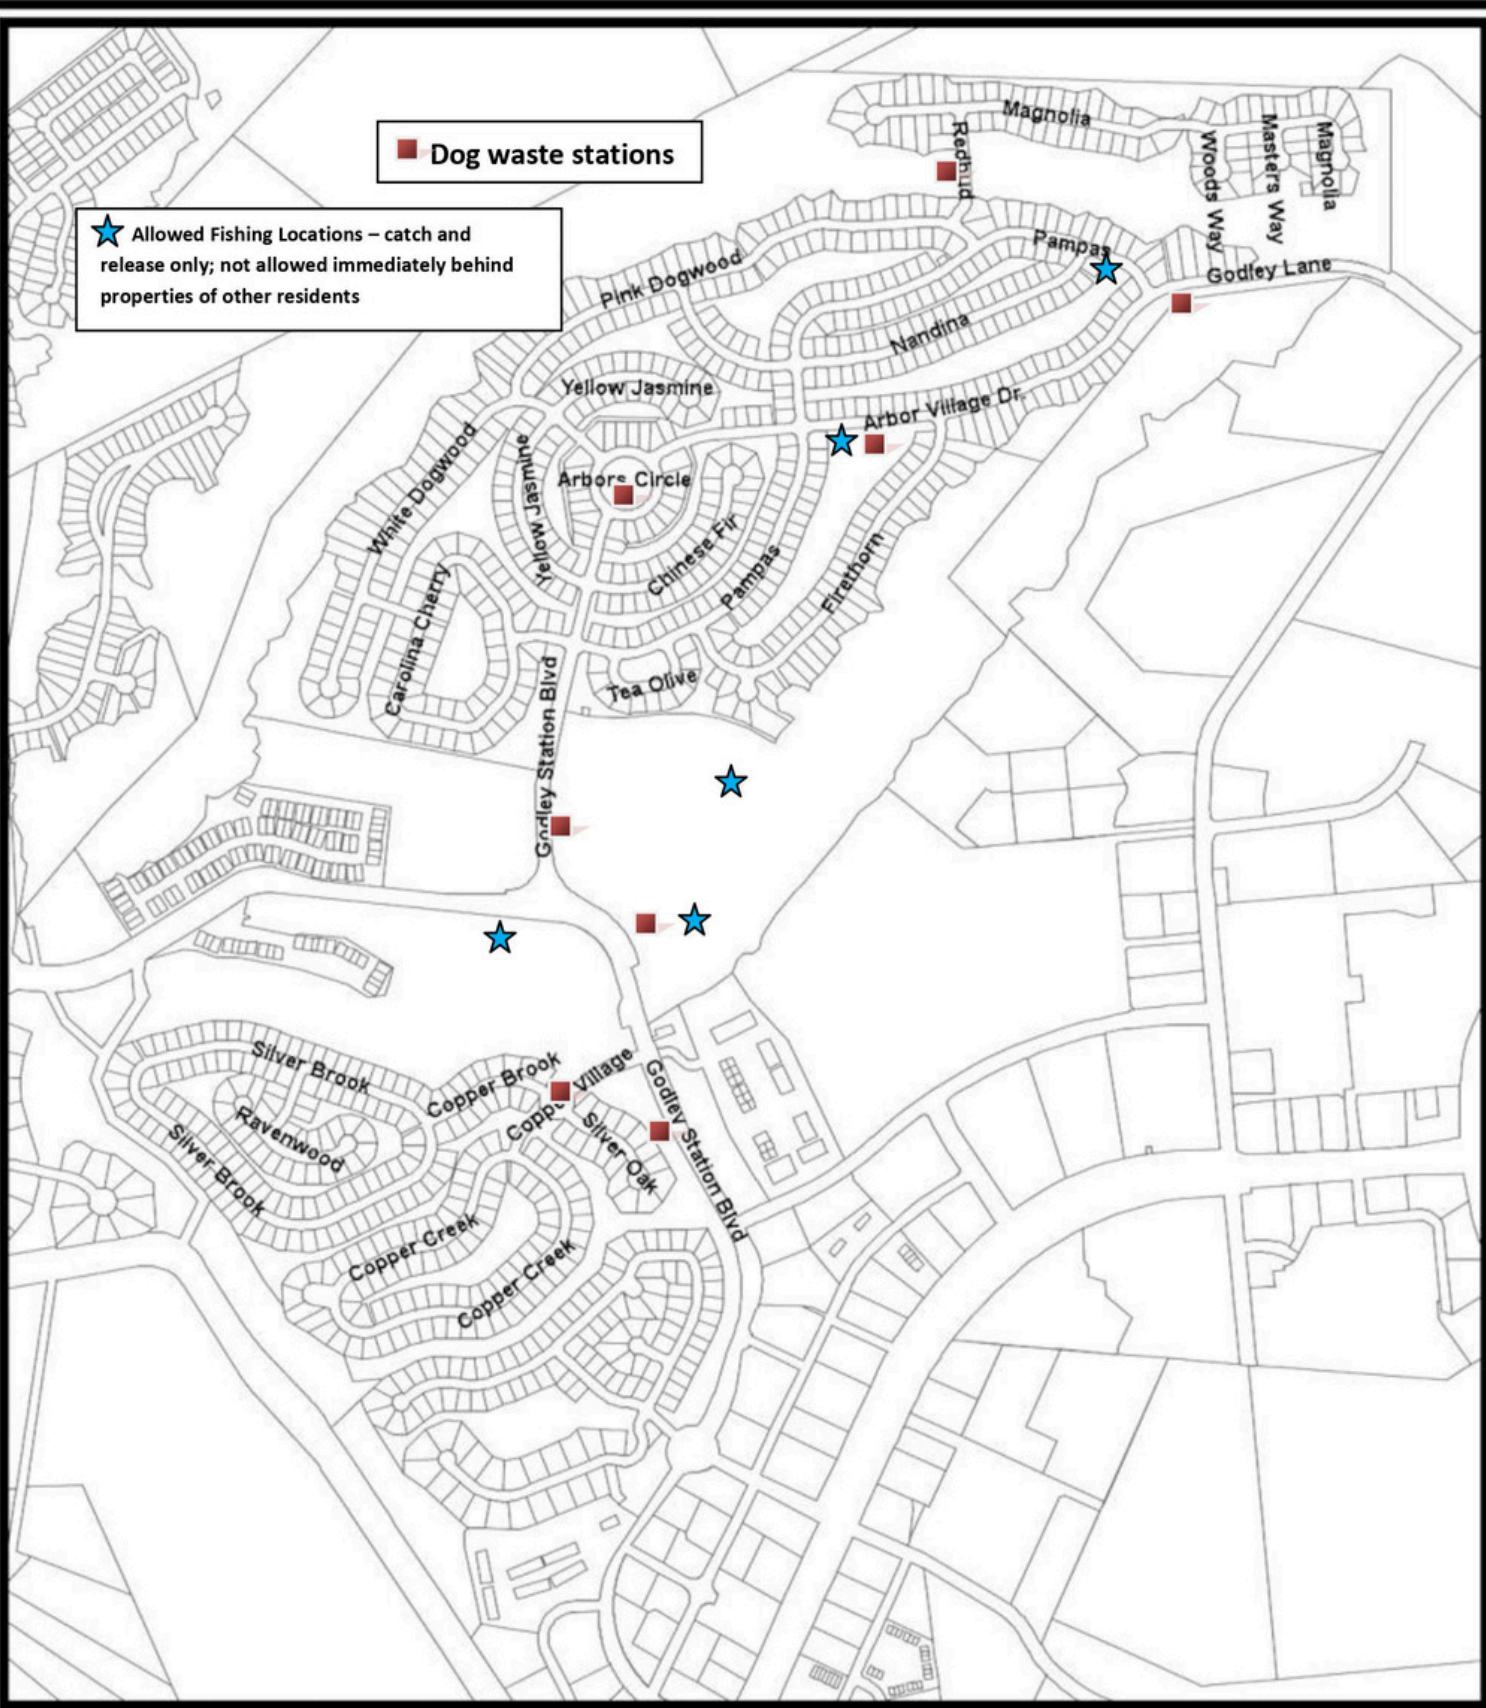 Dog waste stations
Allowed Fishing Locations – catch and
release only; not allowed immediately behind
properties of other residents
Magnolia
Redbud
Woods Way
Masters Way
Magnolia
Pampas
Godley Lane
Pink Dogwood
Nandina
Yellow Jasmine
Arbor Village Dr.
White Dogwood
Yellow Jasmine
Arbors Circle
Chinese Fir
Pampas
Firethorn
Carolina Cherry
Tea Olive
Godley Station Blvd
Silver Brook
Copper Brook
Copper Village
Godley Station Blvd
Ravenwood
Silver Brook
Silver Oak
Copper Creek
Copper Creek